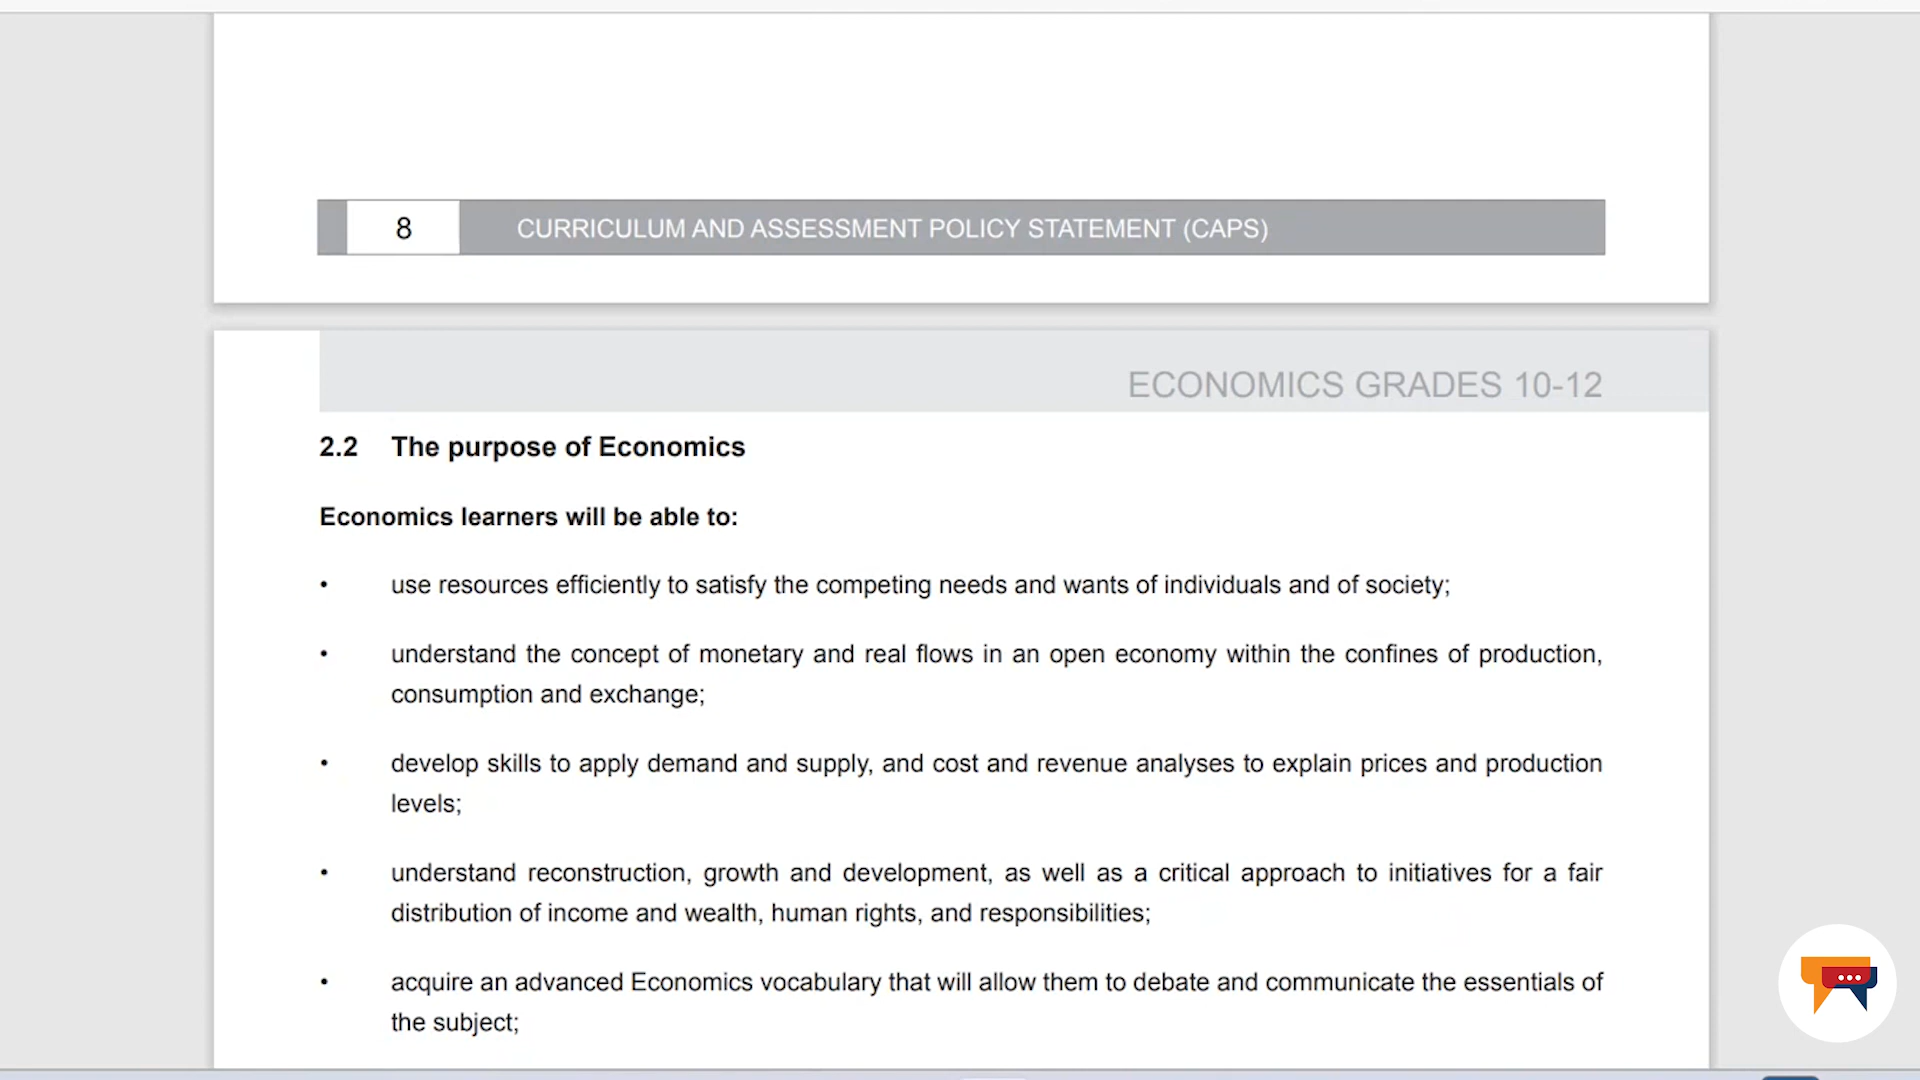 8 CURRICULUM AND ASSESSMENT POLICY STATEMENT (CAPS)
ECONOMICS GRADES 10-12
2.2 The purpose of Economics
Economics learners will be able to:
• use resources efficiently to satisfy the competing needs and wants of individuals and of society;
• understand the concept of monetary and real flows in an open economy within the confines of production,
consumption and exchange;
• develop skills to apply demand and supply, and cost and revenue analyses to explain prices and production
levels;
• understand reconstruction, growth and development, as well as a critical approach to initiatives for a fair
distribution of income and wealth, human rights, and responsibilities;
• acquire an advanced Economics vocabulary that will allow them to debate and communicate the essentials of
the subject;